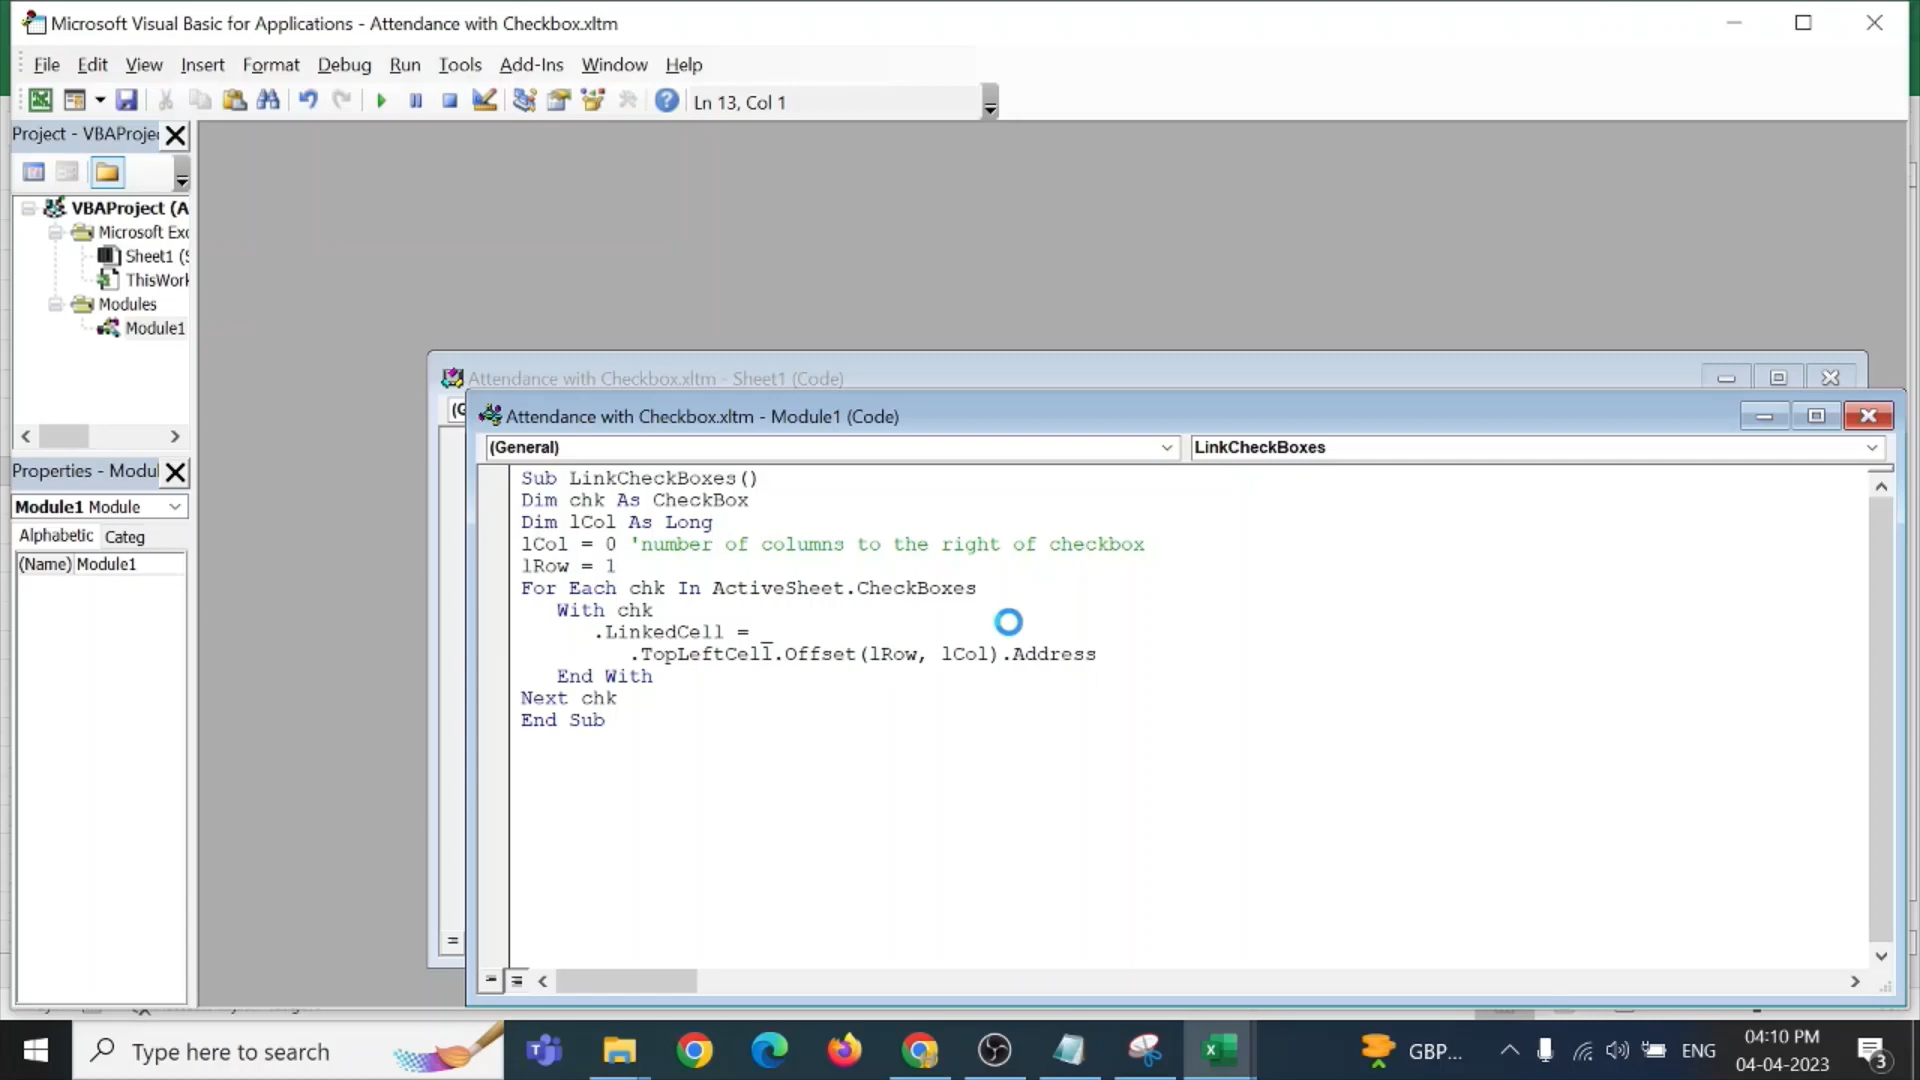 Microsoft Visual Basic for Applications - Attendance with Checkbox.xltm
File Edit View Insert Format Debug Run Tools Add-Ins Window Help
Ln 13, Col 1
Project - VBAProje
VBAProject (A
Microsoft Exc
Sheet1 (S
ThisWork
Modules
Module1
Properties - Modul
Module1 Module
Alphabetic Categ
(Name) Module1
Attendance with Checkbox.xltm - Sheet1 (Code)
(G
Attendance with Checkbox.xltm - Module1 (Code)
(General) LinkCheckBoxes
Sub LinkCheckBoxes()
Dim chk As CheckBox
Dim lCol As Long
lCol = 0 'number of columns to the right of checkbox
lRow = 1
For Each chk In ActiveSheet.CheckBoxes
With chk
.LinkedCell = _
.TopLeftCell.Offset(lRow, lCol).Address
End With
Next chk
End Sub
Type here to search
GBP...
ENG
04:10 PM
04-04-2023
3